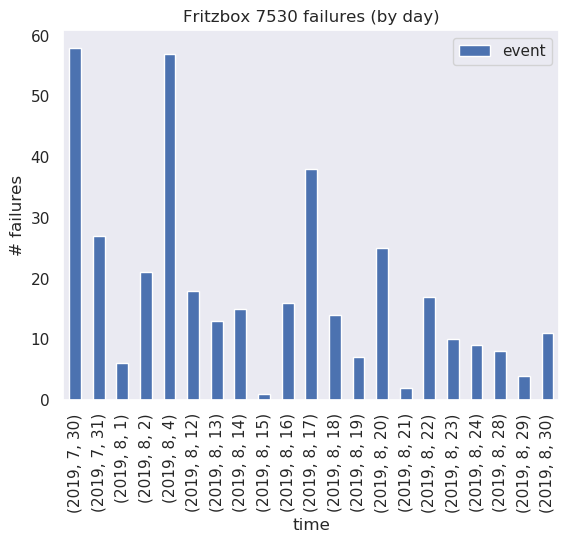 Fritzbox 7530 failures (by day)
event
# failures
60
50
40
30
20
10
0
(2019, 7, 30)
(2019, 7, 31)
(2019, 8, 1)
(2019, 8, 2)
(2019, 8, 4)
(2019, 8, 12)
(2019, 8, 13)
(2019, 8, 14)
(2019, 8, 15)
(2019, 8, 16)
(2019, 8, 17)
(2019, 8, 18)
(2019, 8, 19)
(2019, 8, 20)
(2019, 8, 21)
(2019, 8, 22)
(2019, 8, 23)
(2019, 8, 24)
(2019, 8, 28)
(2019, 8, 29)
(2019, 8, 30)
time